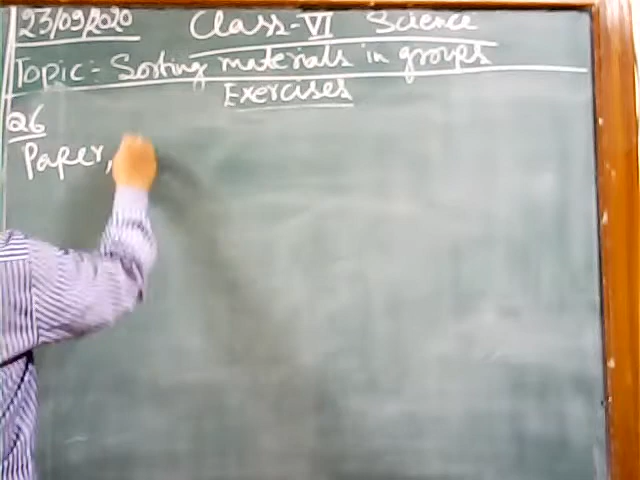 23/09/2020 Class-VI Science
Topic:- Sorting materials in groups
Exercises
Q6
Paper,